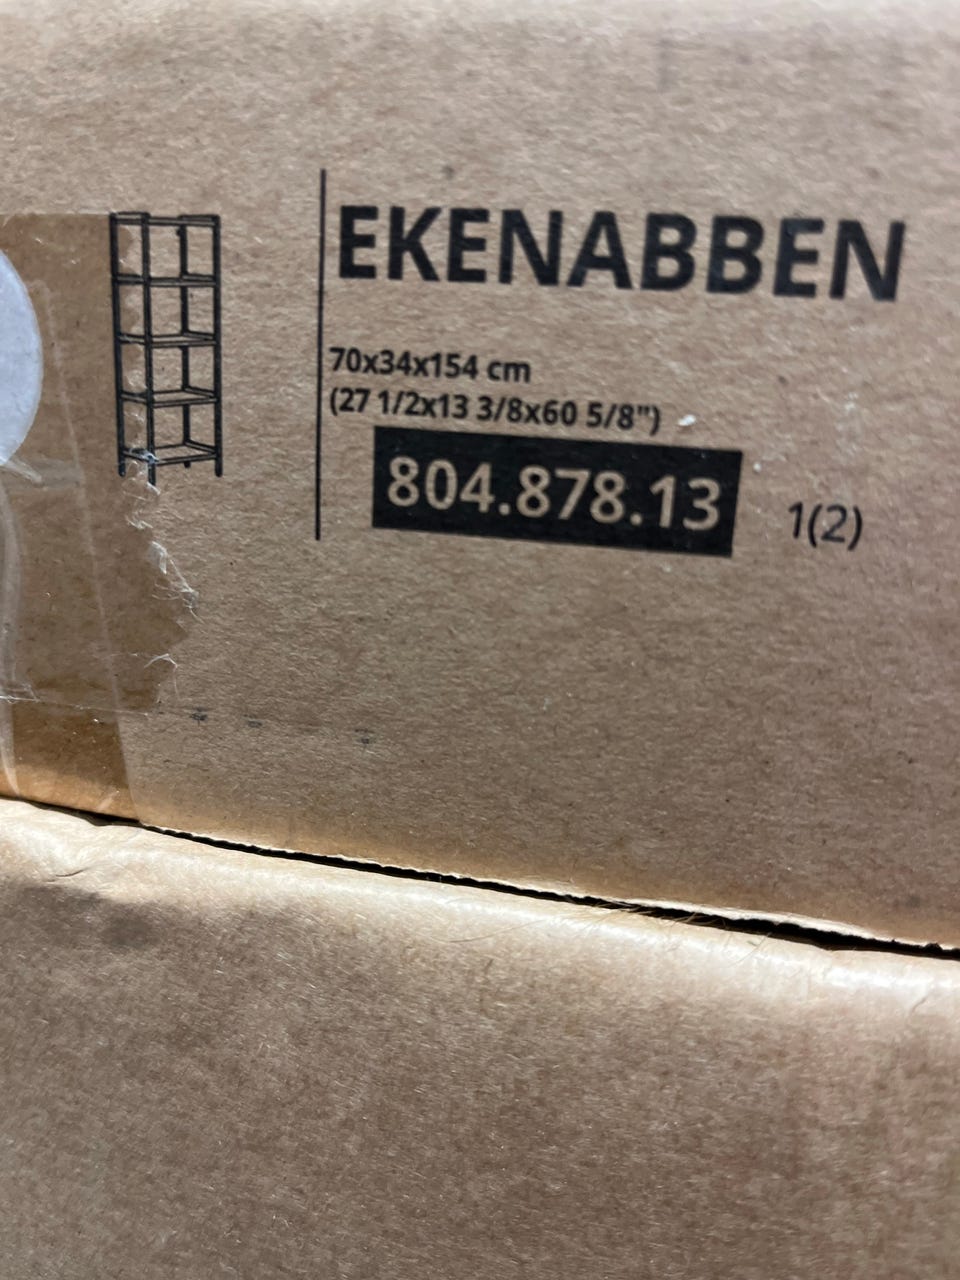 EKENABBEN
70x34x154 cm
(27 1/2x13 3/8x60 5/8")
804.878.13
1(2)